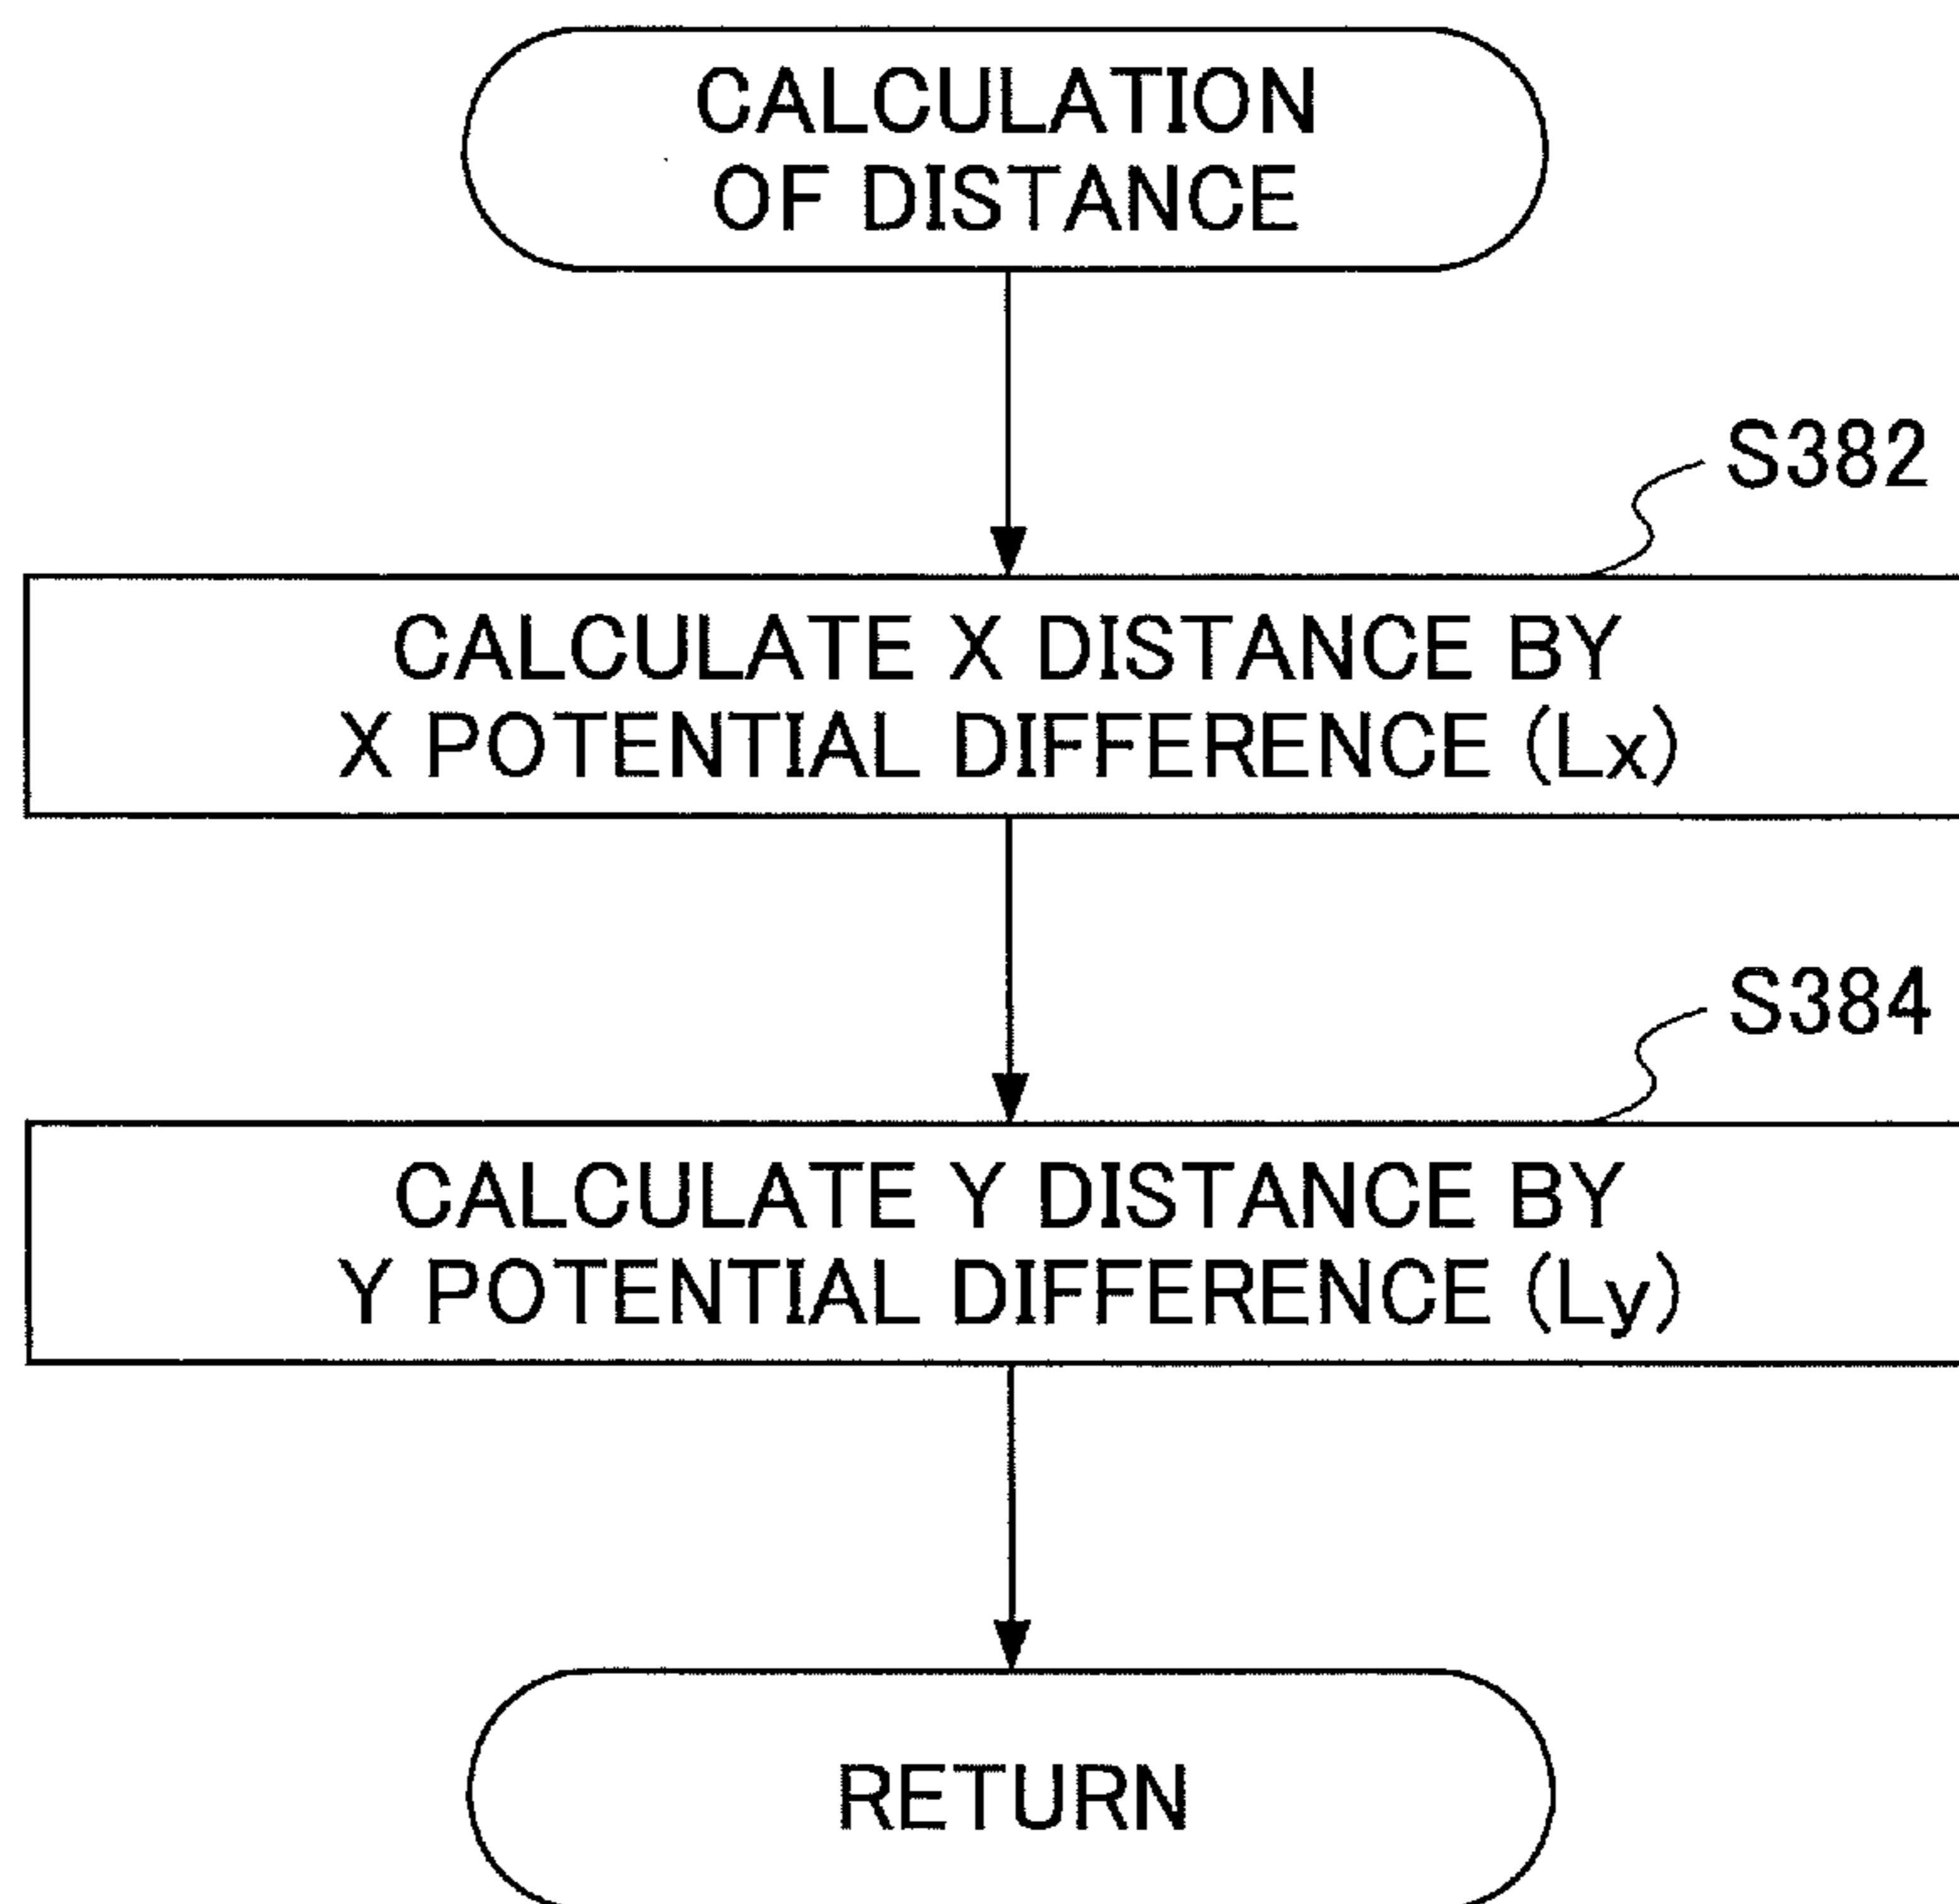 CALCULATION
OF DISTANCE
S382
CALCULATE X DISTANCE BY
X POTENTIAL DIFFERENCE (Lx)
S384
CALCULATE Y DISTANCE BY
Y POTENTIAL DIFFERENCE (Ly)
RETURN